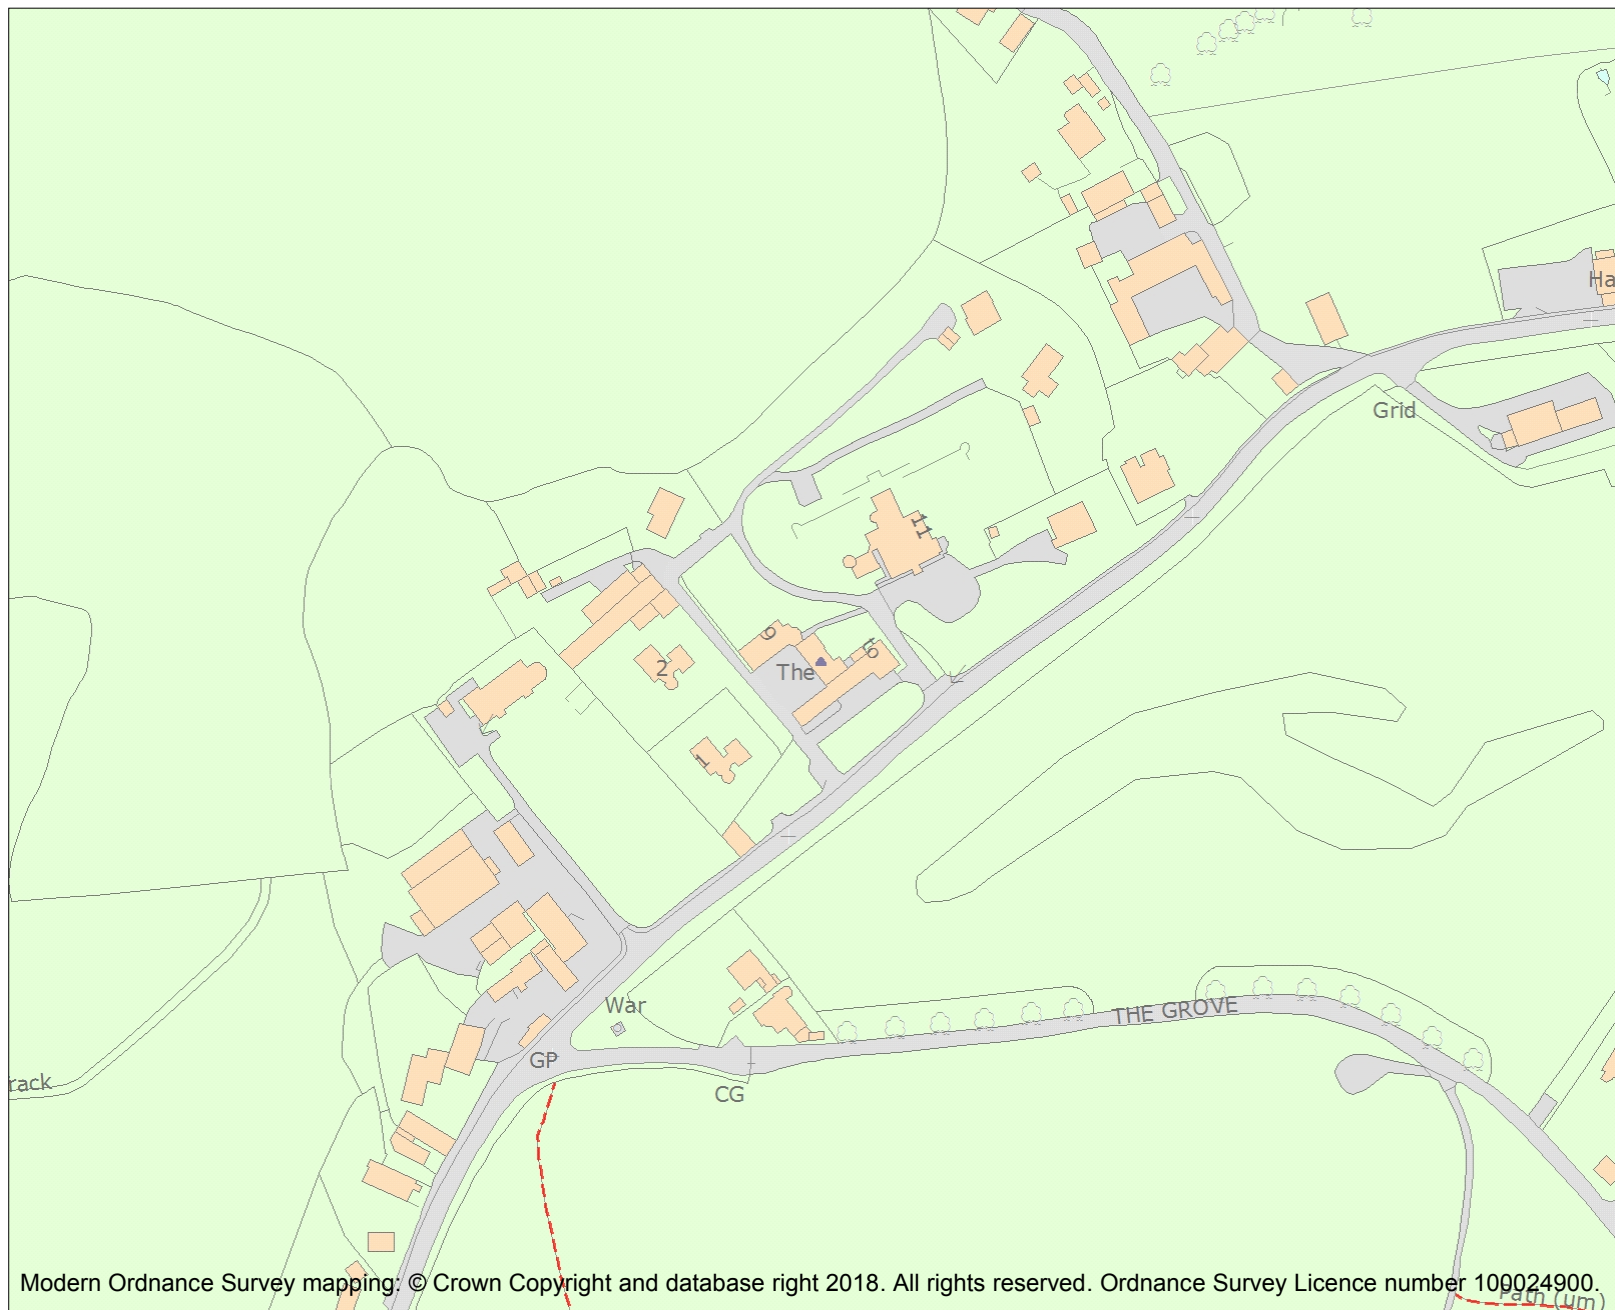 Ha
Grid
11
9
10
The
2
1
War
THE GROVE
GP
rack
CG
Modern Ordnance Survey mapping: © Crown Copyright and database right 2018. All rights reserved. Ordnance Survey Licence number 100024900.
Path (um)